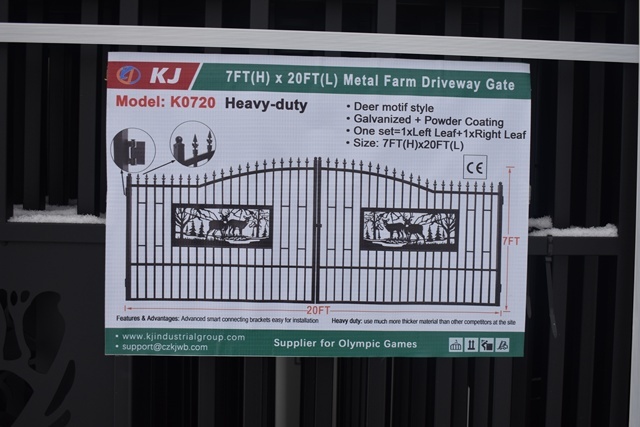 KJ
7FT(H) x 20FT(L) Metal Farm Driveway Gate
Model: K0720 Heavy-duty
• Deer motif style
• Galvanized + Powder Coating
• One set=1xLeft Leaf+1xRight Leaf
• Size: 7FT(H)x20FT(L)
CE
7FT
20FT
Features & Advantages: Advanced smart connecting brackets easy for installation
Heavy duty: use much more thicker material than other competitors at the site
• www.kjindustrialgroup.com
• support@czkjwb.com
Supplier for Olympic Games